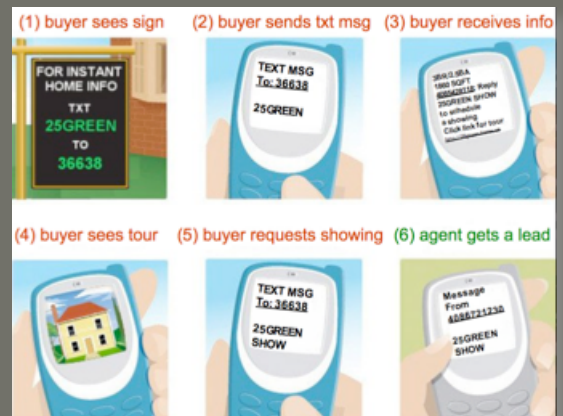 (1) buyer sees sign
(2) buyer sends txt msg
(3) buyer receives info
FOR INSTANT
HOME INFO
TXT
25GREEN
TO
36638
TEXT MSG
To: 36638
25GREEN
1860 SQFT
Reply
25GREEN SHOW
to schedule
a showing
Click link for tour
(4) buyer sees tour
(5) buyer requests showing
(6) agent gets a lead
TEXT MSG
To: 36638
25GREEN
SHOW
Message
From
4086721230
25GREEN
SHOW